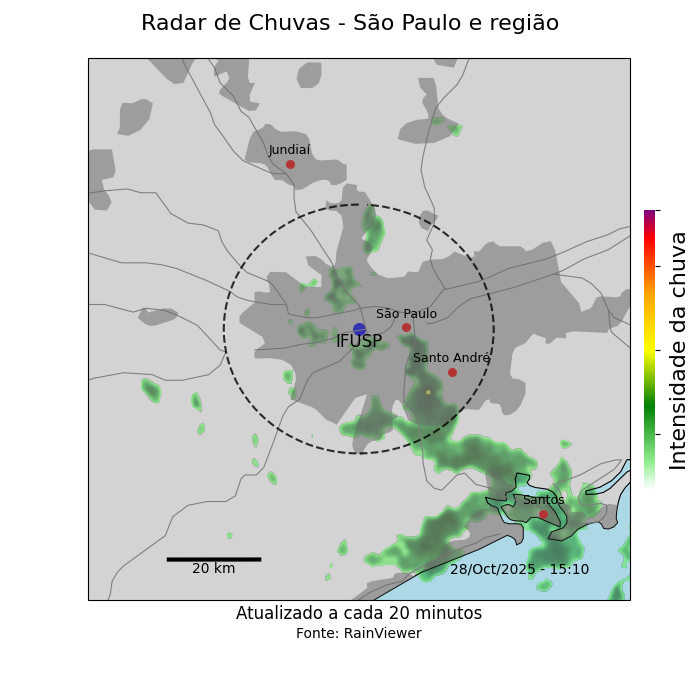 Radar de Chuvas - São Paulo e região
Jundiaí
São Paulo
IFUSP
Santo André
Santos
20 km
28/Oct/2025 - 15:10
Intensidade da chuva
Atualizado a cada 20 minutos
Fonte: RainViewer